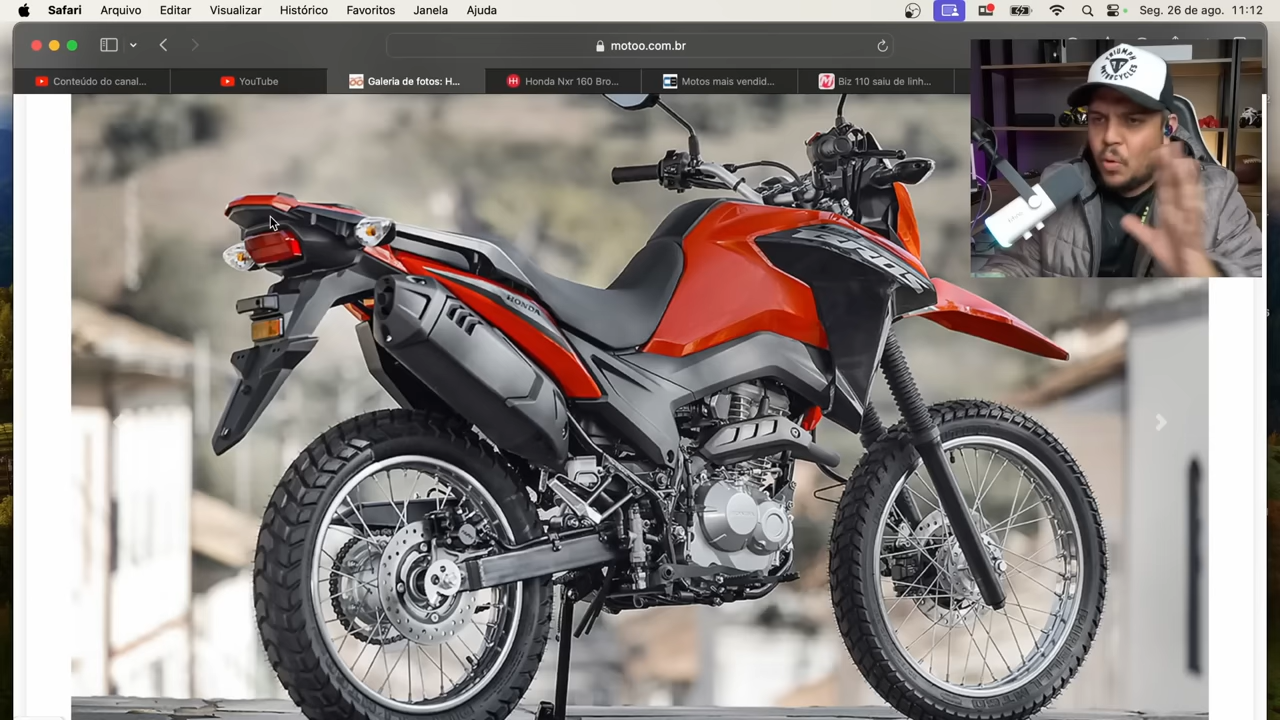 Safari Arquivo Editar Visualizar Histórico Favoritos Janela Ajuda Seg. 26 de ago. 11:12
motoo.com.br
Conteúdo do canal... YouTube Galeria de fotos: H... Honda Nxr 160 Bro... Motos mais vendid... Biz 110 saiu de linh...
TRIUMPH
MOTORCYCLES
BROS
HONDA
HONDA